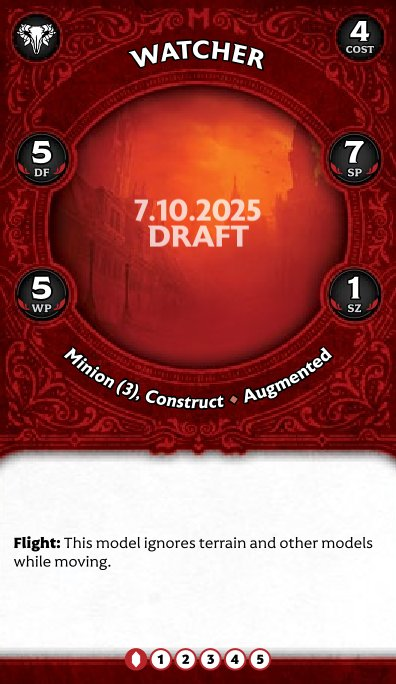 M
WATCHER
4
COST
5
DF
7
SP
7.10.2025
DRAFT
5
WP
1
SZ
Minion (3), Construct ♦ Augmented
Flight: This model ignores terrain and other models
while moving.
1 2 3 4 5